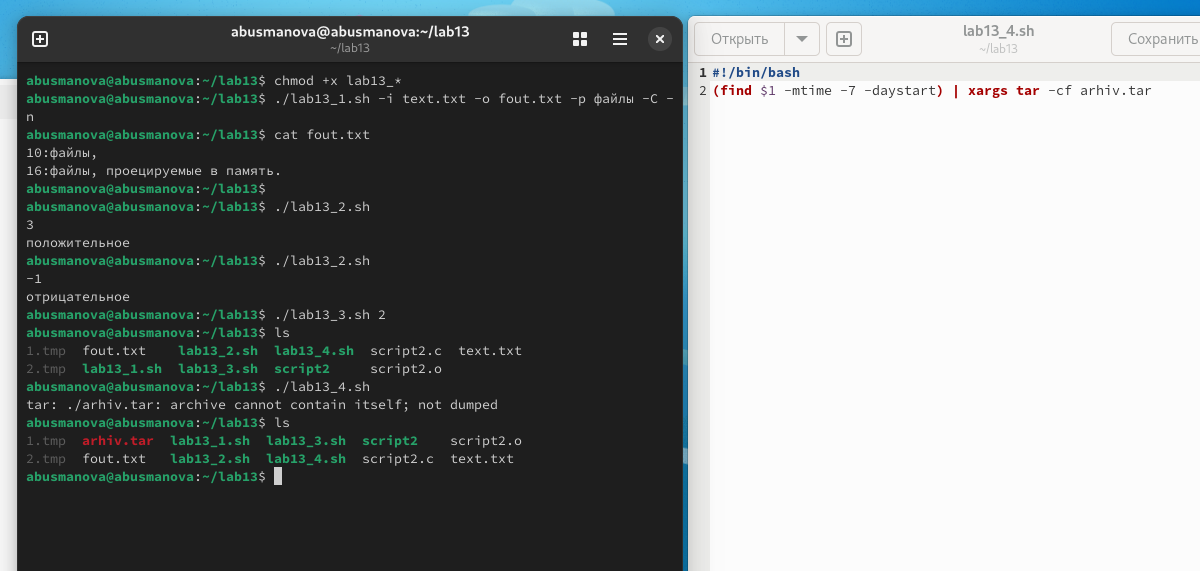 abusmanova@abusmanova:~/lab13
~/lab13
abusmanova@abusmanova:~/lab13$ chmod +x lab13_*
abusmanova@abusmanova:~/lab13$ ./lab13_1.sh -i text.txt -o fout.txt -p файлы -C -
n
abusmanova@abusmanova:~/lab13$ cat fout.txt
10:файлы,
16:файлы, проецируемые в память.
abusmanova@abusmanova:~/lab13$
abusmanova@abusmanova:~/lab13$ ./lab13_2.sh
3
положительное
abusmanova@abusmanova:~/lab13$ ./lab13_2.sh
-1
отрицательное
abusmanova@abusmanova:~/lab13$ ./lab13_3.sh 2
abusmanova@abusmanova:~/lab13$ ls
1.tmp fout.txt lab13_2.sh lab13_4.sh script2.c text.txt
2.tmp lab13_1.sh lab13_3.sh script2 script2.o
abusmanova@abusmanova:~/lab13$ ./lab13_4.sh
tar: ./arhiv.tar: archive cannot contain itself; not dumped
abusmanova@abusmanova:~/lab13$ ls
1.tmp arhiv.tar lab13_1.sh lab13_3.sh script2 script2.o
2.tmp fout.txt lab13_2.sh lab13_4.sh script2.c text.txt
abusmanova@abusmanova:~/lab13$
Открыть
lab13_4.sh
~/lab13
Сохранить
1 #!/bin/bash
2 (find $1 -mtime -7 -daystart) | xargs tar -cf arhiv.tar